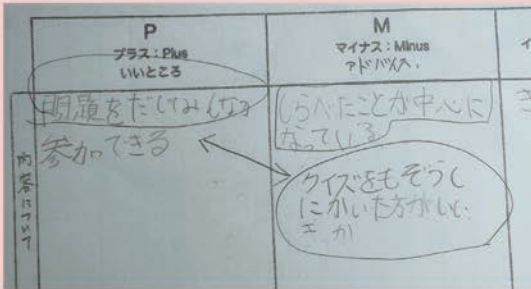 P
プラス：Plus
いいところ
M
マイナス：Minus
アドバイス
内容について
題をだしてみんな
参加できる
しらべたことが中心に
なっている
クイズをもぞうし
にかいた方がいい